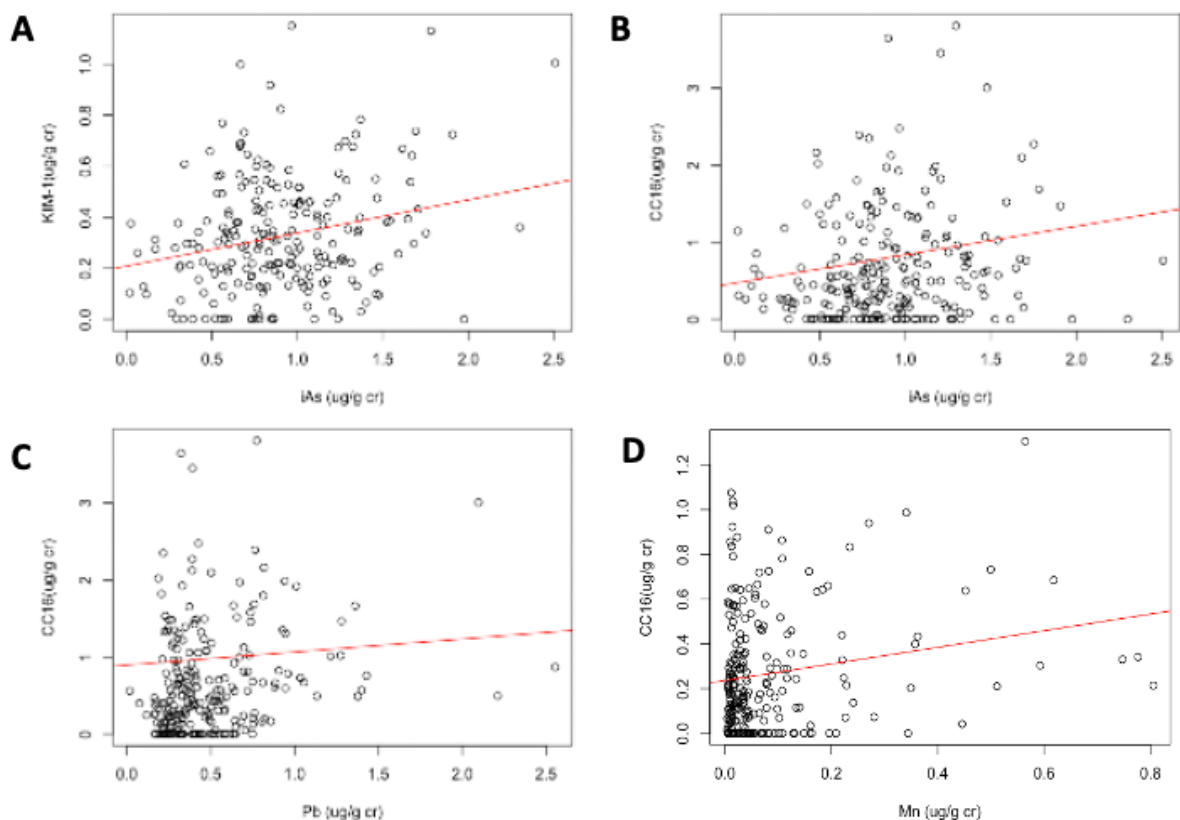 A
KIM-1(ug/g cr)
0.0 0.2 0.4 0.6 0.8 1.0
0.0 0.5 1.0 1.5 2.0 2.5
iAs (ug/g cr)
B
CC16(ug/g cr)
0 1 2 3
0.0 0.5 1.0 1.5 2.0 2.5
iAs (ug/g cr)
C
CC16(ug/g cr)
0 1 2 3
0.0 0.5 1.0 1.5 2.0 2.5
Pb (ug/g cr)
D
CC16(ug/g cr)
0.0 0.2 0.4 0.6 0.8 1.0 1.2
0.0 0.2 0.4 0.6 0.8
Mn (ug/g cr)